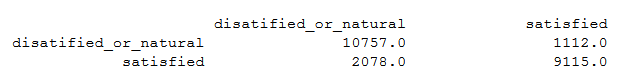 disatified_or_natural satisfied
disatified_or_natural 10757.0 1112.0
satisfied 2078.0 9115.0